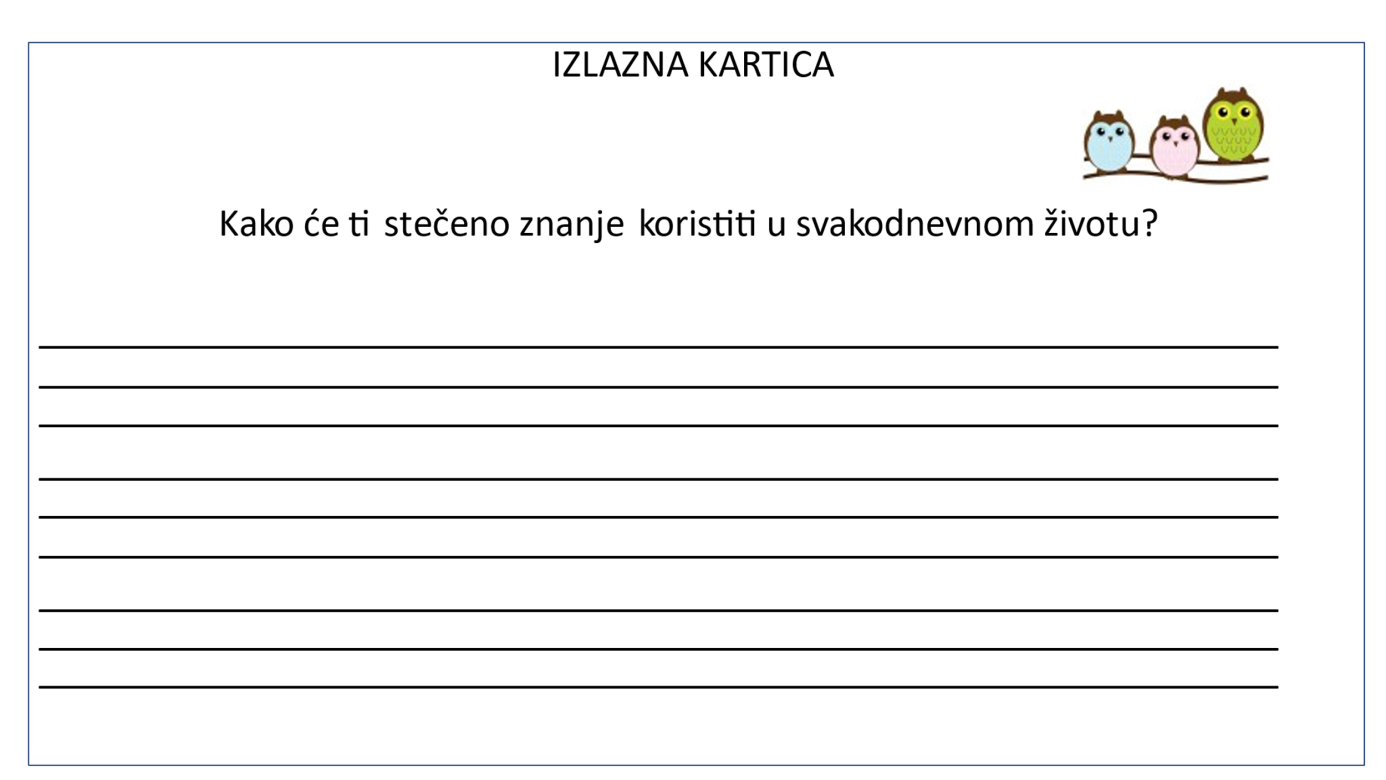 IZLAZNA KARTICA
Kako će ti stečeno znanje koristiti u svakodnevnom životu?